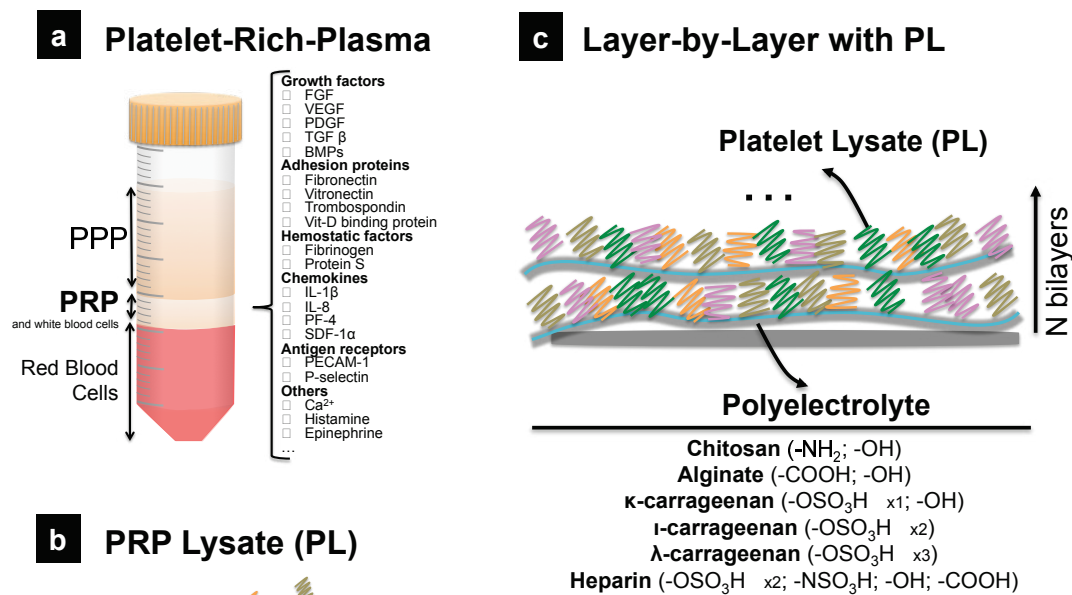 a Platelet-Rich-Plasma
PPP
PRP
and white blood cells
Red Blood
Cells
Growth factors
FGF
VEGF
PDGF
TGF β
BMPs
Adhesion proteins
Fibronectin
Vitronectin
Trombospondin
Vit-D binding protein
Hemostatic factors
Fibrinogen
Protein S
Chemokines
IL-1β
IL-8
PF-4
SDF-1α
Antigen receptors
PECAM-1
P-selectin
Others
Ca²⁺
Histamine
Epinephrine
...
b PRP Lysate (PL)
c Layer-by-Layer with PL
Platelet Lysate (PL)
...
N bilayers
Polyelectrolyte
Chitosan (-NH₂; -OH)
Alginate (-COOH; -OH)
κ-carrageenan (-OSO₃H x1; -OH)
ι-carrageenan (-OSO₃H x2)
λ-carrageenan (-OSO₃H x3)
Heparin (-OSO₃H x2; -NSO₃H; -OH; -COOH)